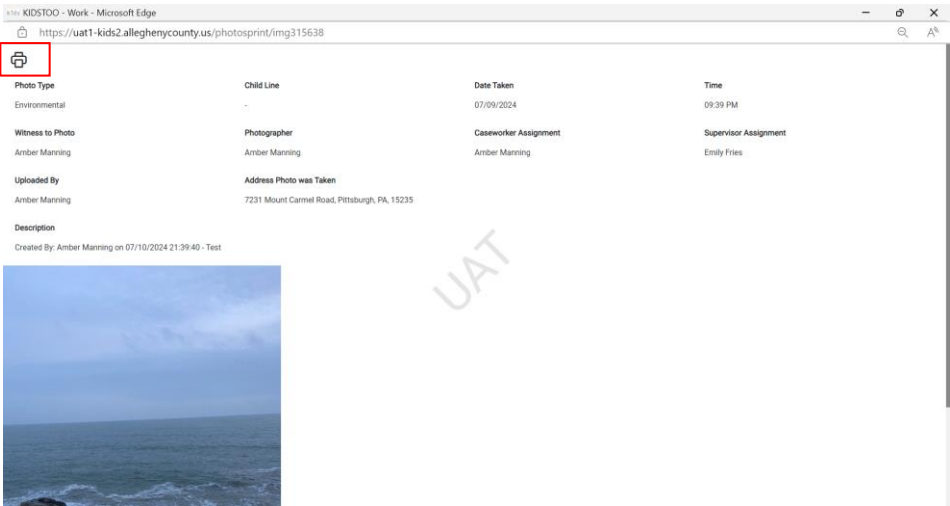 KIDSTOO - Work - Microsoft Edge
https://uat1-kids2.alleghenycounty.us/photosprint/img315638
Photo Type Child Line Date Taken Time
Environmental - 07/09/2024 09:39 PM
Witness to Photo Photographer Caseworker Assignment Supervisor Assignment
Amber Manning Amber Manning Amber Manning Emily Fries
Uploaded By Address Photo was Taken
Amber Manning 7231 Mount Carmel Road, Pittsburgh, PA, 15235
Description
Created By: Amber Manning on 07/10/2024 21:39:40 - Test
UAT